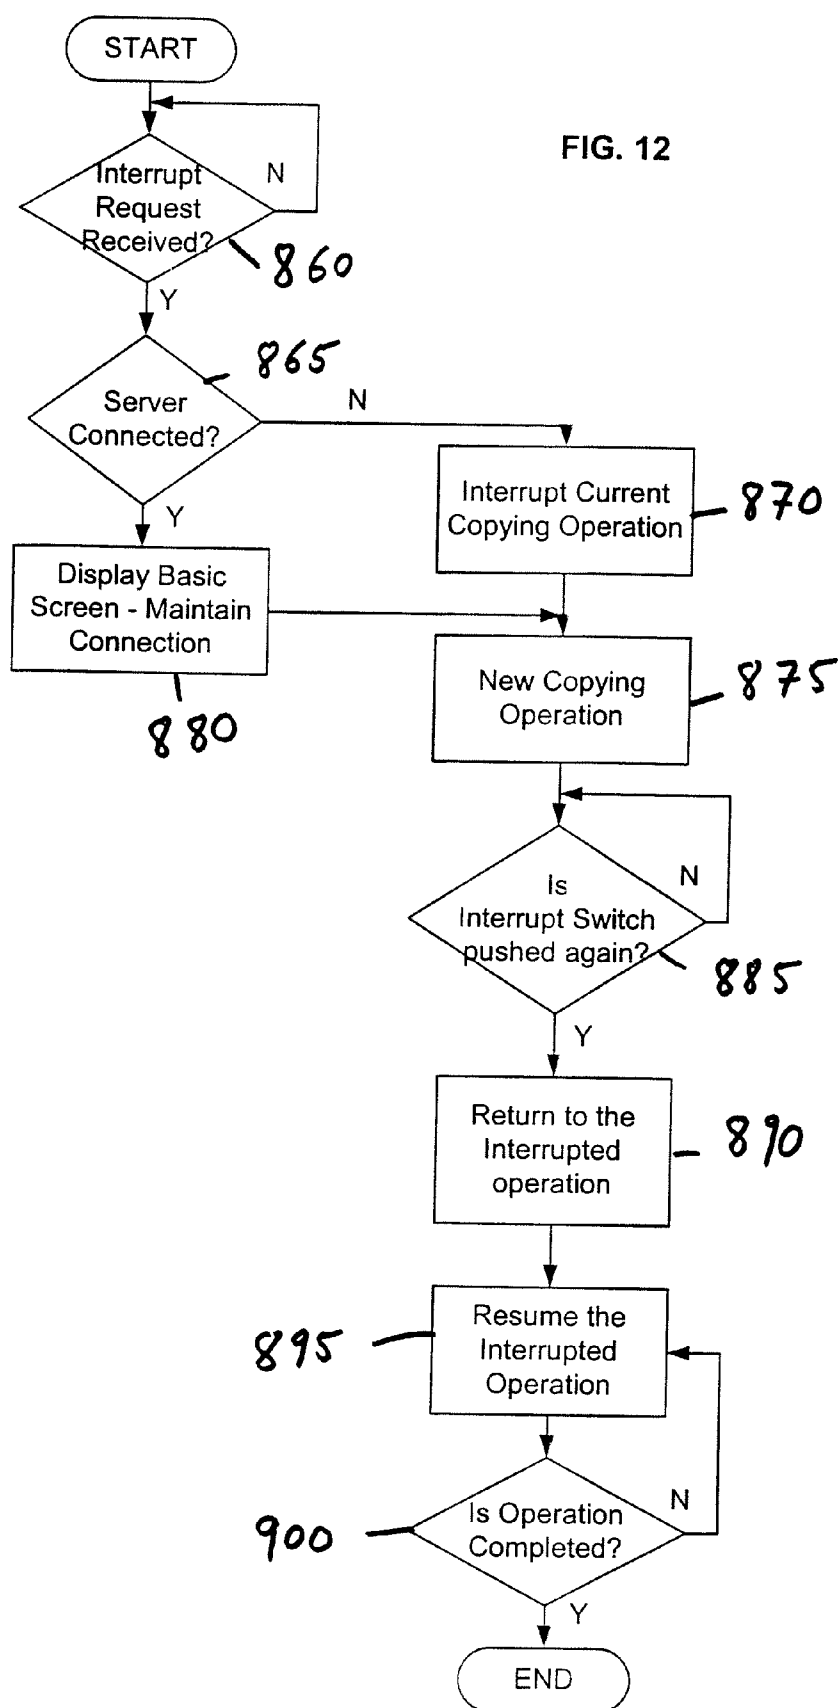 START
FIG. 12
Interrupt
Request
Received?
N
860
Y
865
Server
Connected?
N
Y
Interrupt Current
Copying Operation
870
Display Basic
Screen - Maintain
Connection
880
New Copying
Operation
875
Is
Interrupt Switch
pushed again?
N
885
Y
Return to the
Interrupted
operation
890
Resume the
Interrupted
Operation
895
Is Operation
Completed?
N
900
Y
END